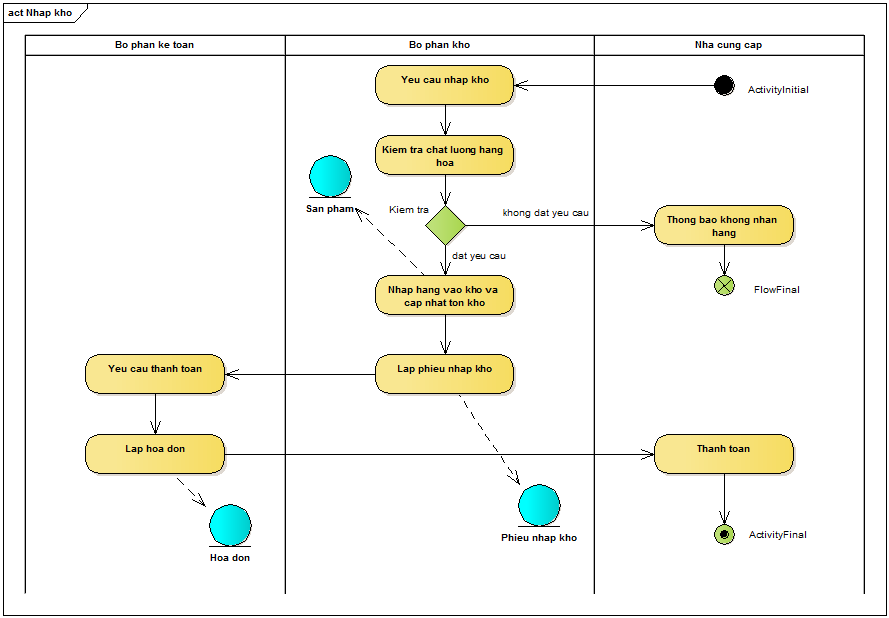 act Nhap kho
Bo phan ke toan
Bo phan kho
Nha cung cap
Yeu cau nhap kho
ActivityInitial
Kiem tra chat luong hang
hoa
San pham
Kiem tra
khong dat yeu cau
Thong bao khong nhan
hang
dat yeu cau
Nhap hang vao kho va
cap nhat ton kho
FlowFinal
Yeu cau thanh toan
Lap phieu nhap kho
Lap hoa don
Thanh toan
Hoa don
Phieu nhap kho
ActivityFinal